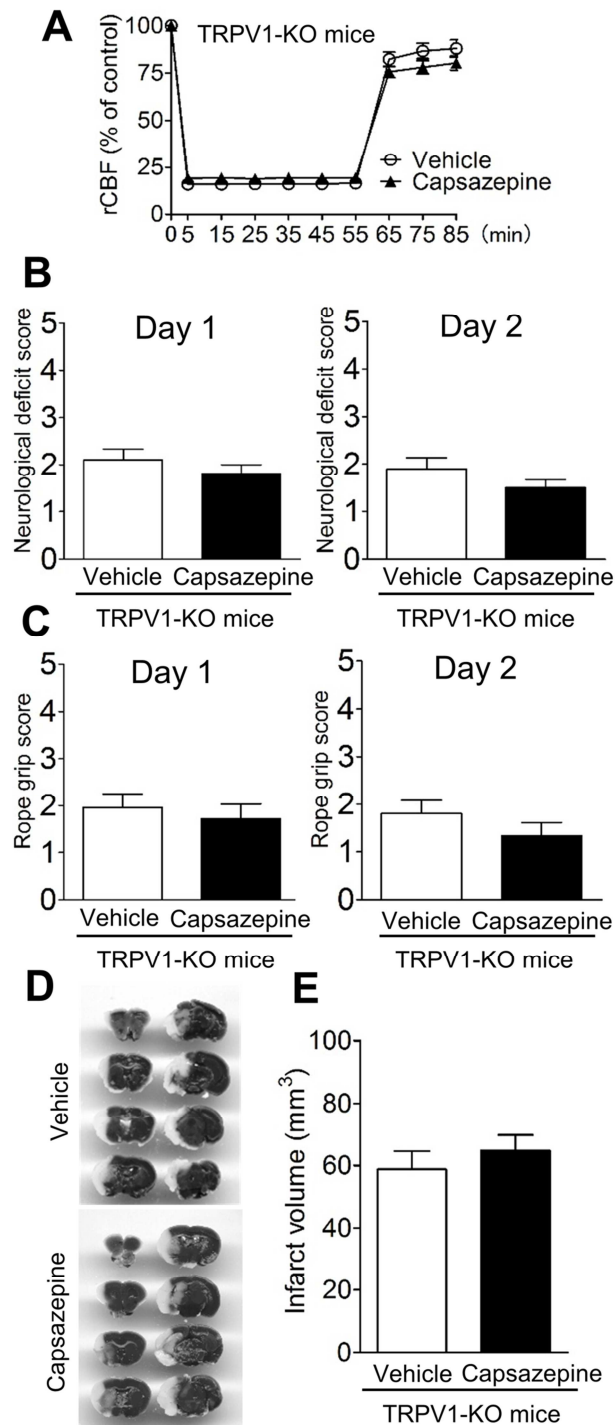 A
TRPV1-KO mice
rCBF (% of control)
100
75
50
25
0
Vehicle
Capsazepine
0 5 15 25 35 45 55 65 75 85 (min)
B
Neurological deficit score
5
4
3
2
1
0
Day 1
Vehicle Capsazepine
TRPV1-KO mice
Neurological deficit score
5
4
3
2
1
0
Day 2
Vehicle Capsazepine
TRPV1-KO mice
C
Rope grip score
5
4
3
2
1
0
Day 1
Vehicle Capsazepine
TRPV1-KO mice
Rope grip score
5
4
3
2
1
0
Day 2
Vehicle Capsazepine
TRPV1-KO mice
D
Vehicle
Capsazepine
E
Infarct volume (mm³)
100
80
60
40
20
0
Vehicle Capsazepine
TRPV1-KO mice